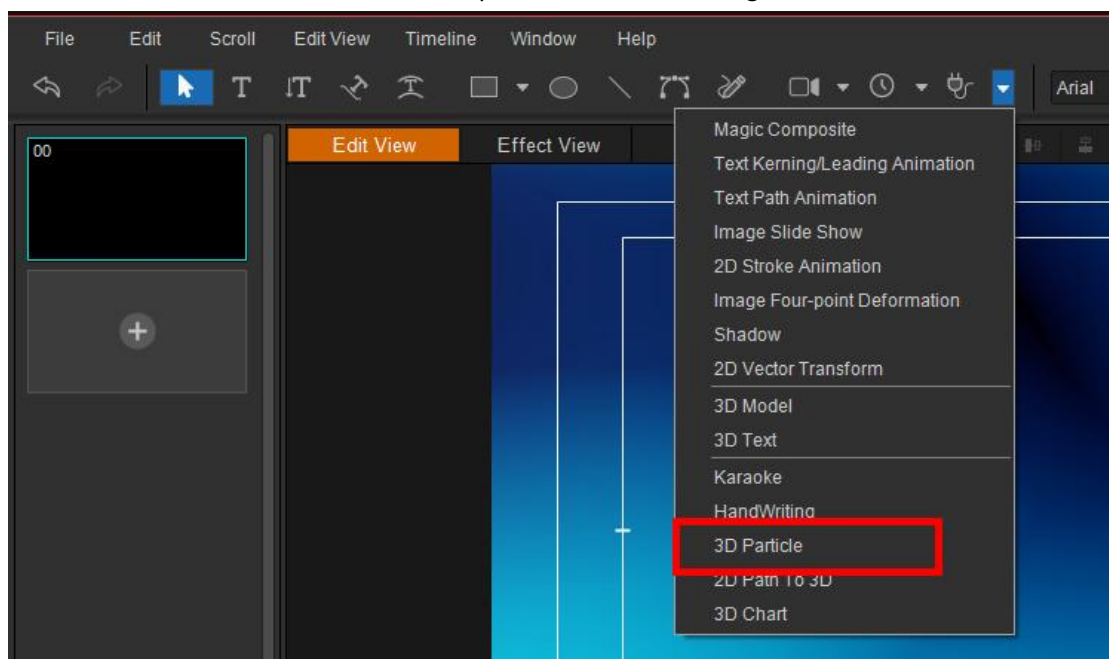 File Edit Scroll Edit View Timeline Window Help
T IT T Arial
00
Edit View Effect View
Magic Composite
Text Kerning/Leading Animation
Text Path Animation
Image Slide Show
2D Stroke Animation
Image Four-point Deformation
Shadow
2D Vector Transform
3D Model
3D Text
Karaoke
HandWriting
3D Particle
2D Path To 3D
3D Chart